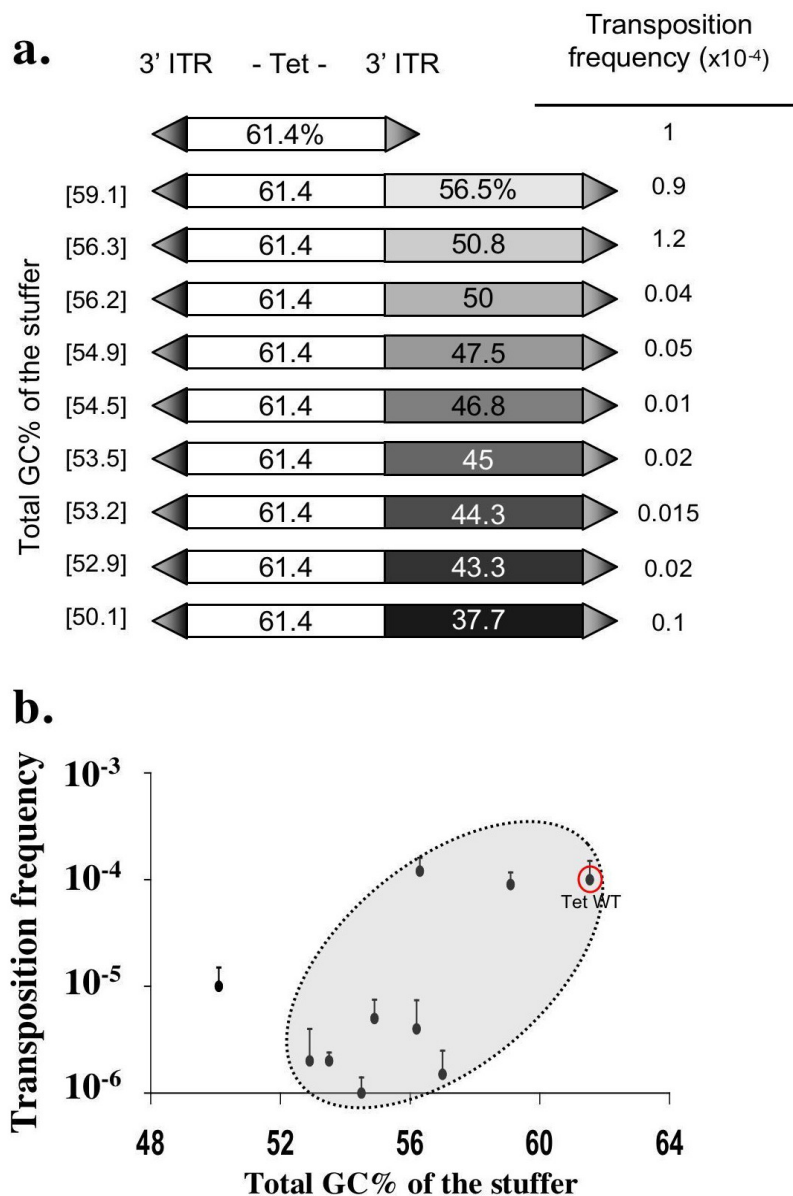 a.
3' ITR - Tet - 3' ITR
Transposition
frequency (x10-4)
61.4% 1
[59.1] 61.4 56.5% 0.9
[56.3] 61.4 50.8 1.2
[56.2] 61.4 50 0.04
[54.9] 61.4 47.5 0.05
[54.5] 61.4 46.8 0.01
[53.5] 61.4 45 0.02
[53.2] 61.4 44.3 0.015
[52.9] 61.4 43.3 0.02
[50.1] 61.4 37.7 0.1
Total GC% of the stuffer
b.
Transposition frequency
10-3
10-4
10-5
10-6
Tet WT
48 52 56 60 64
Total GC% of the stuffer